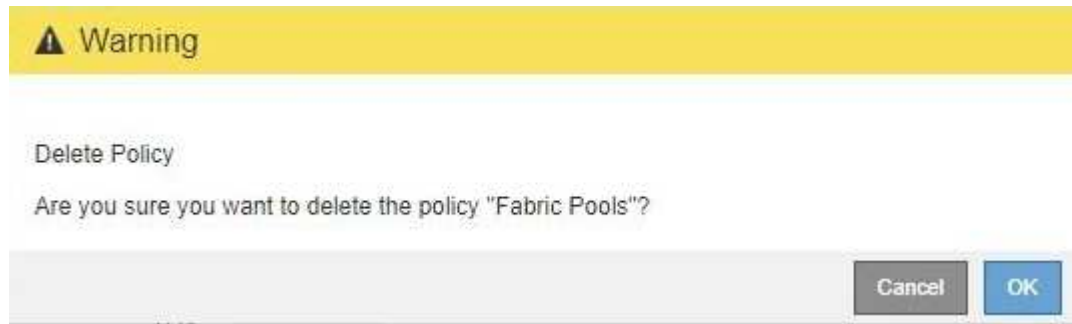 Warning
Delete Policy
Are you sure you want to delete the policy "Fabric Pools"?
Cancel OK